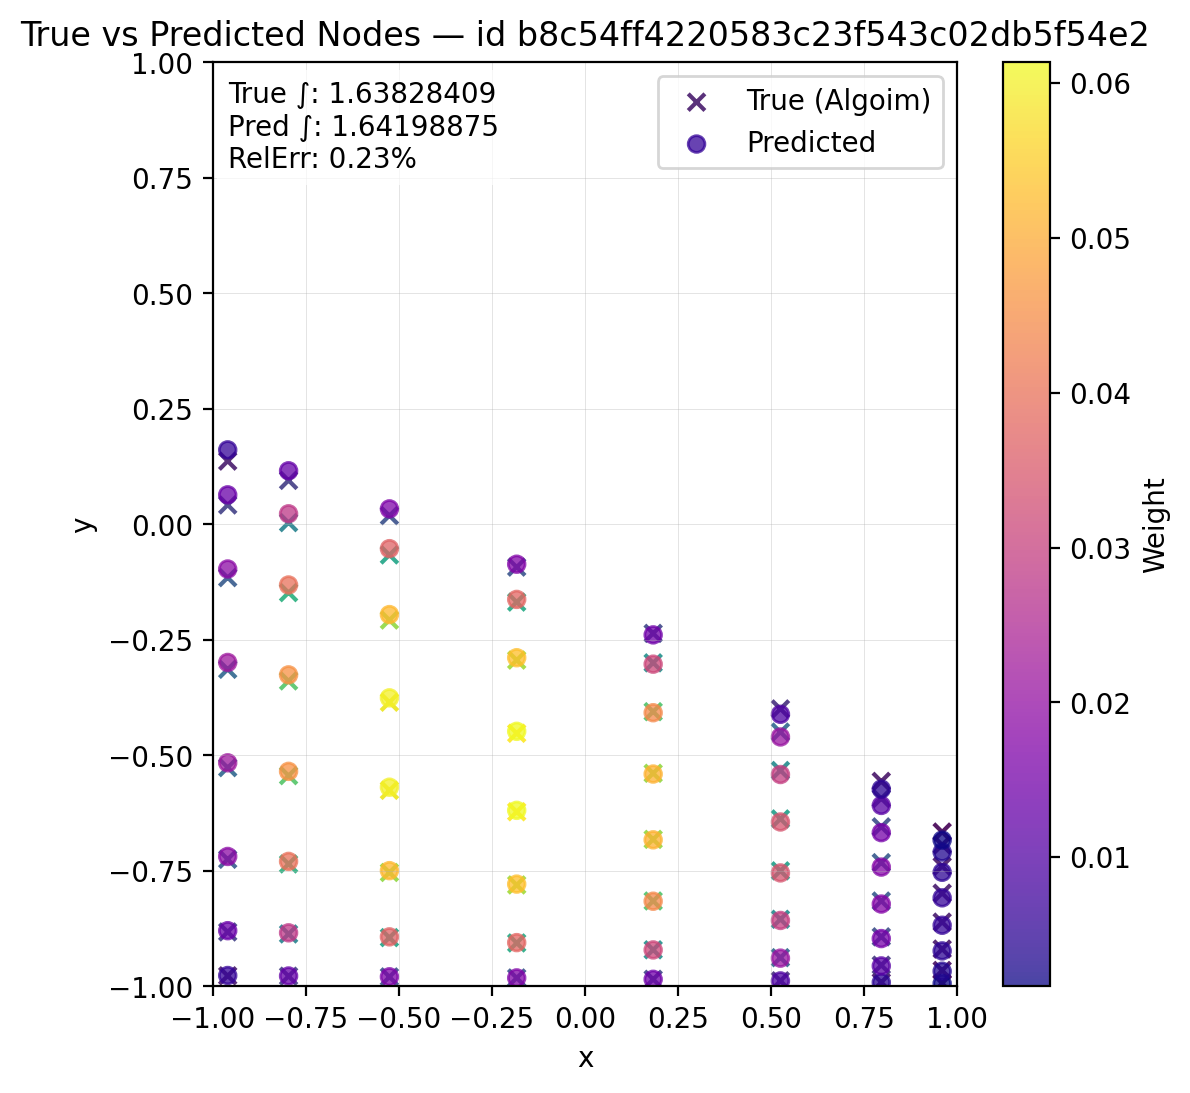 True vs Predicted Nodes — id b8c54ff4220583c23f543c02db5f54e2
True ∫: 1.63828409
Pred ∫: 1.64198875
RelErr: 0.23%
True (Algoim)
Predicted
1.00
0.75
0.50
0.25
0.00
−0.25
−0.50
−0.75
−1.00
y
−1.00 −0.75 −0.50 −0.25 0.00 0.25 0.50 0.75 1.00
x
0.06
0.05
0.04
0.03
0.02
0.01
Weight